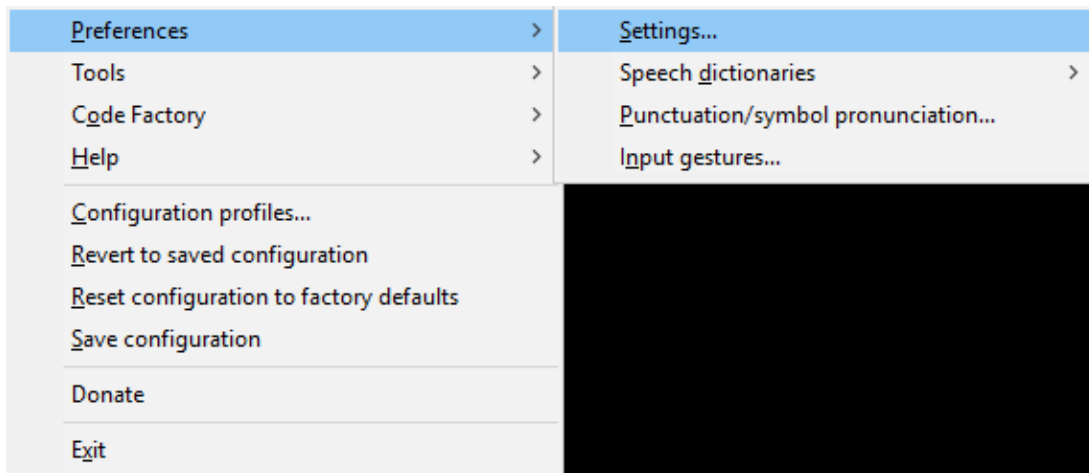 Preferences
Tools
Code Factory
Help
Configuration profiles...
Revert to saved configuration
Reset configuration to factory defaults
Save configuration
Donate
Exit
Settings...
Speech dictionaries
Punctuation/symbol pronunciation...
Input gestures...